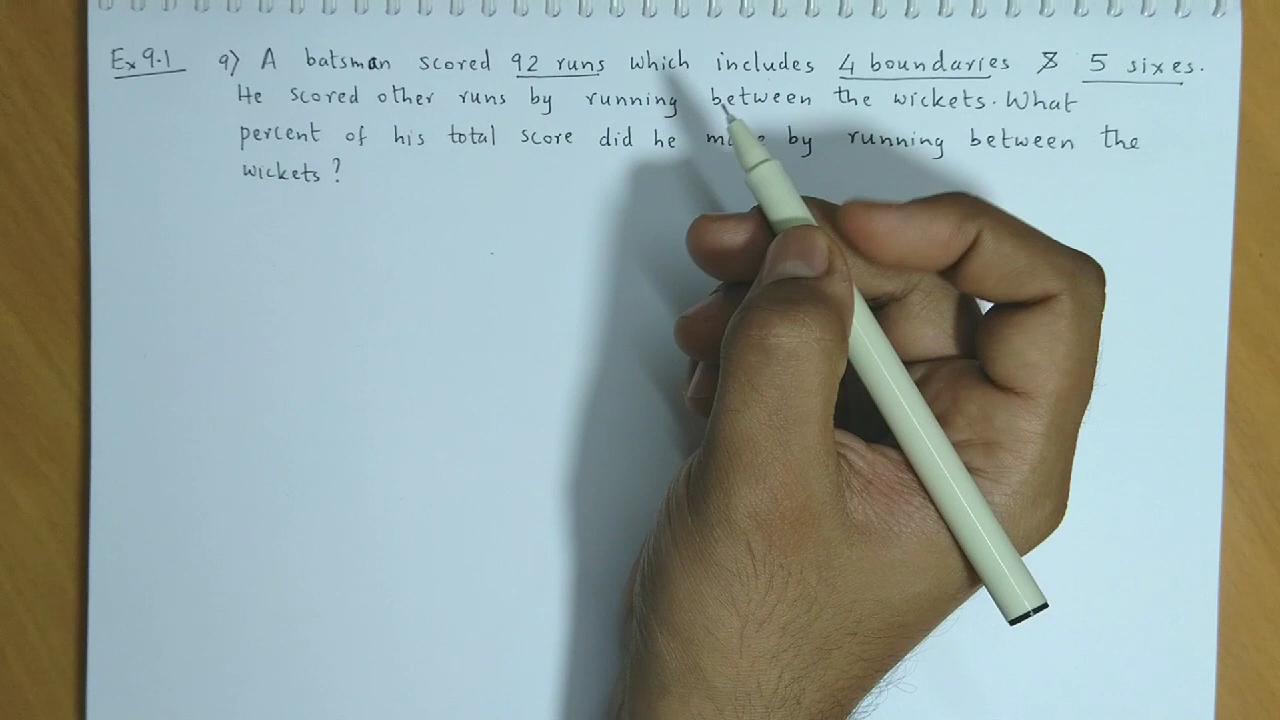 Ex 9.1 9) A batsman scored 92 runs which includes 4 boundaries & 5 sixes.
He scored other runs by running between the wickets. What
percent of his total score did he make by running between the
wickets?